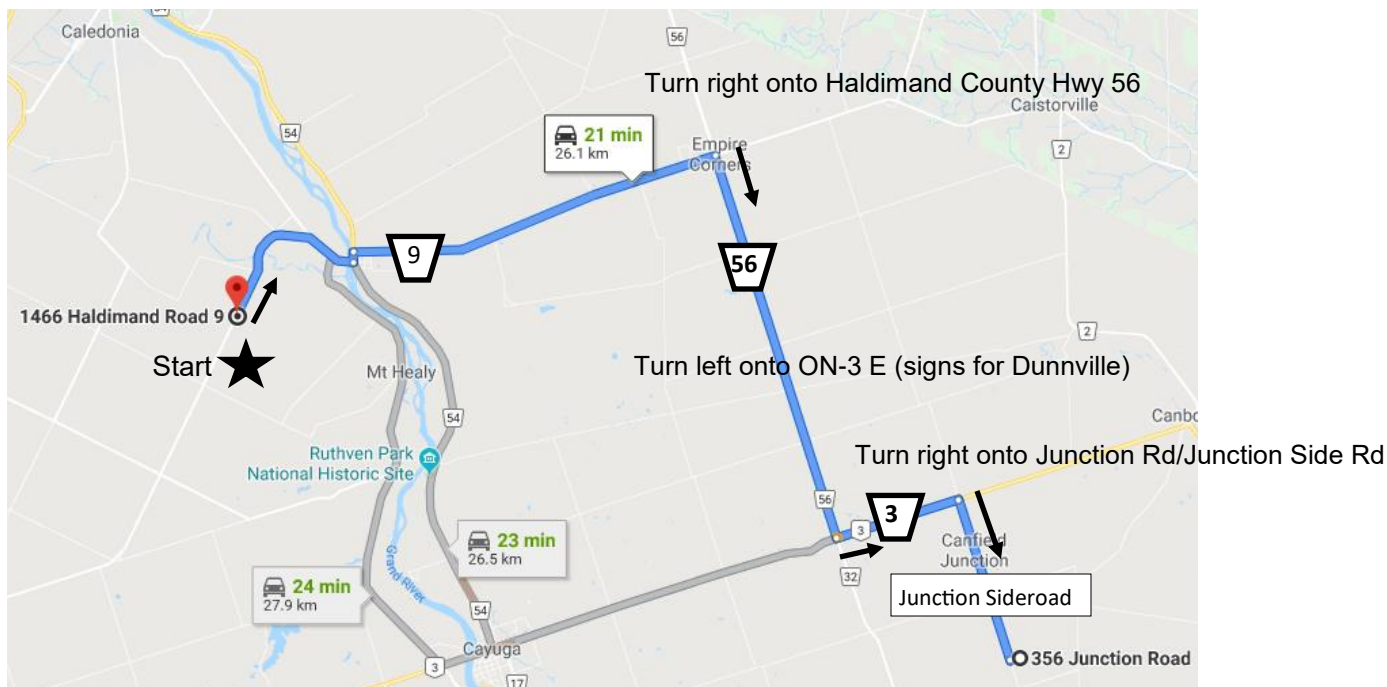 Caledonia
54
56
Turn right onto Haldimand County Hwy 56
Caistorville
54
21 min
26.1 km
Empire
Corners
2
9
56
1466 Haldimand Road 9
Start
Mt Healy
2
Turn left onto ON-3 E (signs for Dunnville)
54
Canbo
Ruthven Park
National Historic Site
Turn right onto Junction Rd/Junction Side Rd
56
3
3
23 min
26.5 km
Canfield
Junction
Grand River
32
24 min
27.9 km
Junction Sideroad
54
Cayuga
356 Junction Road
3
17